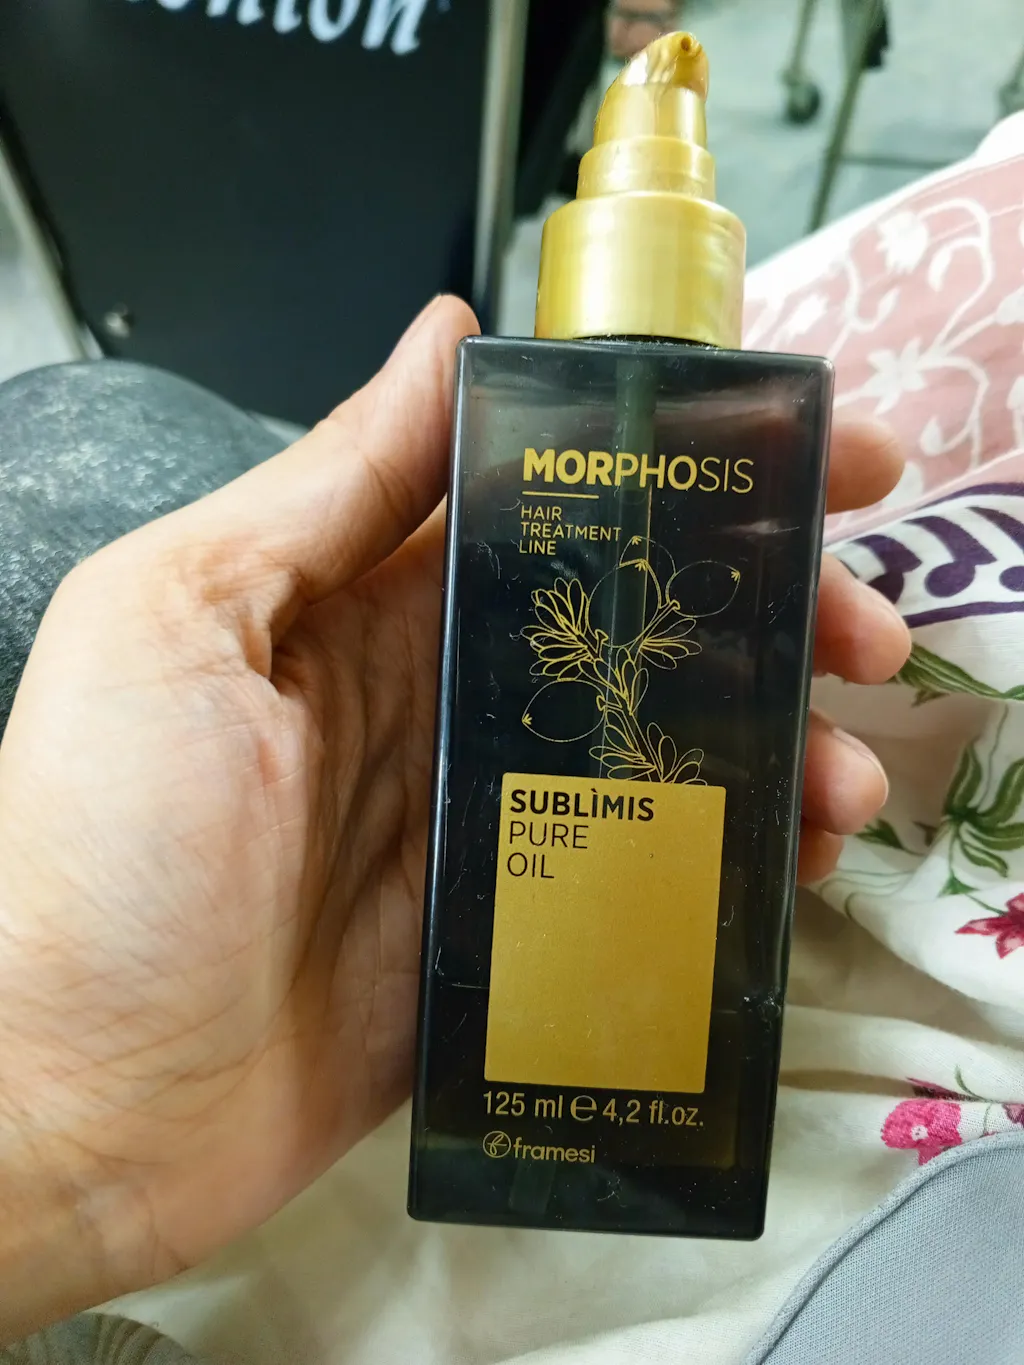 MORPHOSIS
HAIR
TREATMENT
LINE
SUBLÌMIS
PURE
OIL
125 ml ℮ 4,2 fl.oz.
framesi